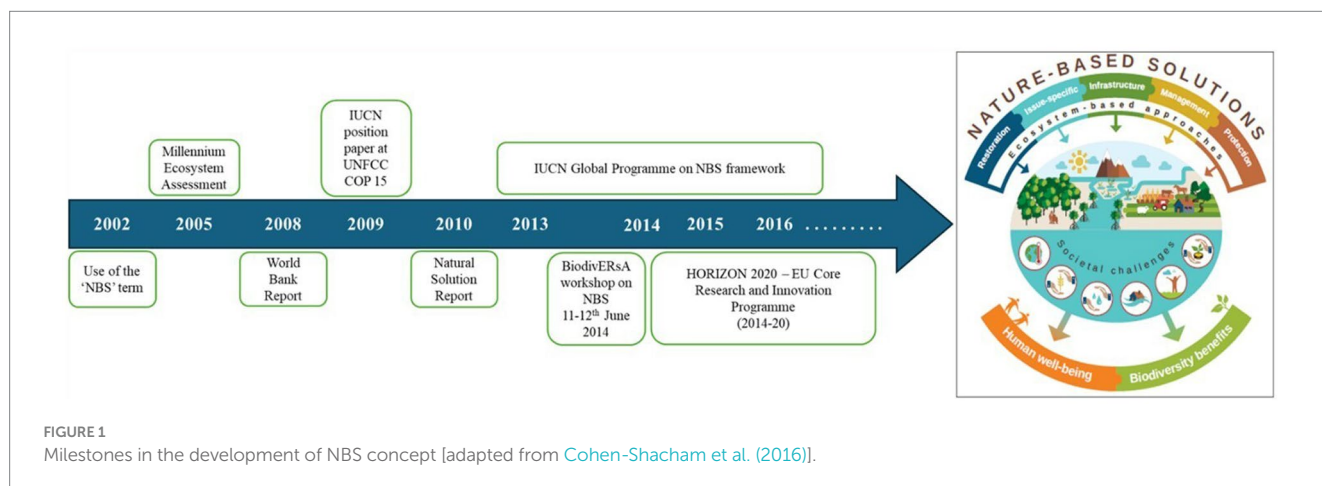 IUCN
position
paper at
UNFCC
COP 15
Millennium
Ecosystem
Assessment
IUCN Global Programme on NBS framework
2002 2005 2008 2009 2010 2013 2014 2015 2016 .........
Use of the
‘NBS’ term
World
Bank
Report
Natural
Solution
Report
BiodivERsA
workshop on
NBS
11-12th June
2014
HORIZON 2020 – EU Core
Research and Innovation
Programme
(2014-20)
NATURE-BASED SOLUTIONS
Restoration Issue-specific Infrastructure Management Protection
Ecosystem-based approaches
Societal challenges
Human well-being Biodiversity benefits
FIGURE 1
Milestones in the development of NBS concept [adapted from Cohen-Shacham et al. (2016)].